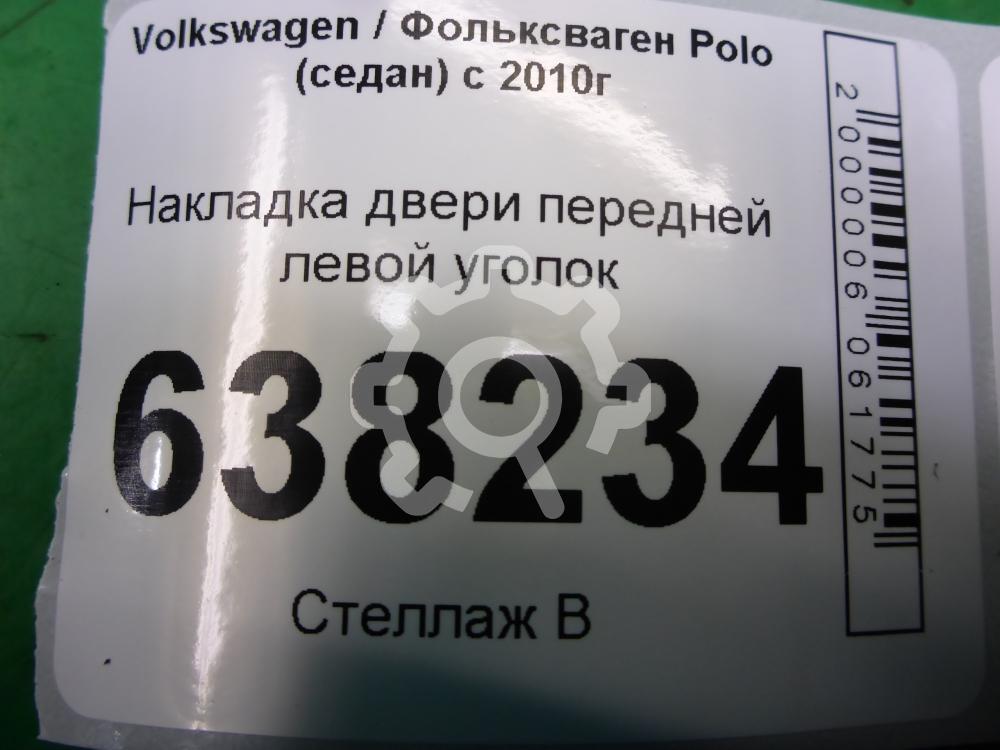 Volkswagen / Фольксваген Polo
(седан) с 2010г
Накладка двери передней
левой уголок
638234
Стеллаж В
2000006061775